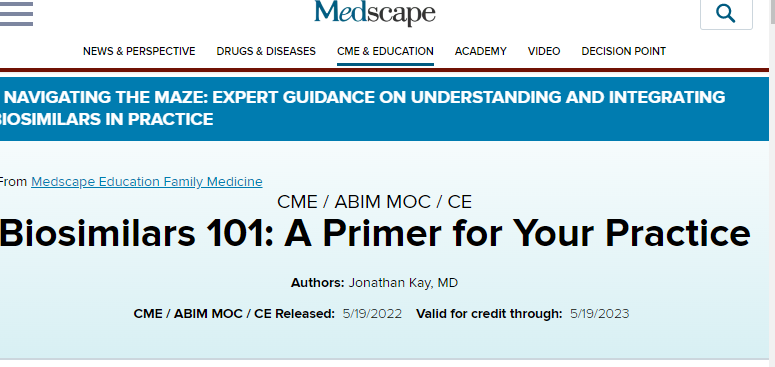 Medscape
NEWS & PERSPECTIVE DRUGS & DISEASES CME & EDUCATION ACADEMY VIDEO DECISION POINT
NAVIGATING THE MAZE: EXPERT GUIDANCE ON UNDERSTANDING AND INTEGRATING
BIOSIMILARS IN PRACTICE
From Medscape Education Family Medicine
CME / ABIM MOC / CE
Biosimilars 101: A Primer for Your Practice
Authors: Jonathan Kay, MD
CME / ABIM MOC / CE Released: 5/19/2022 Valid for credit through: 5/19/2023